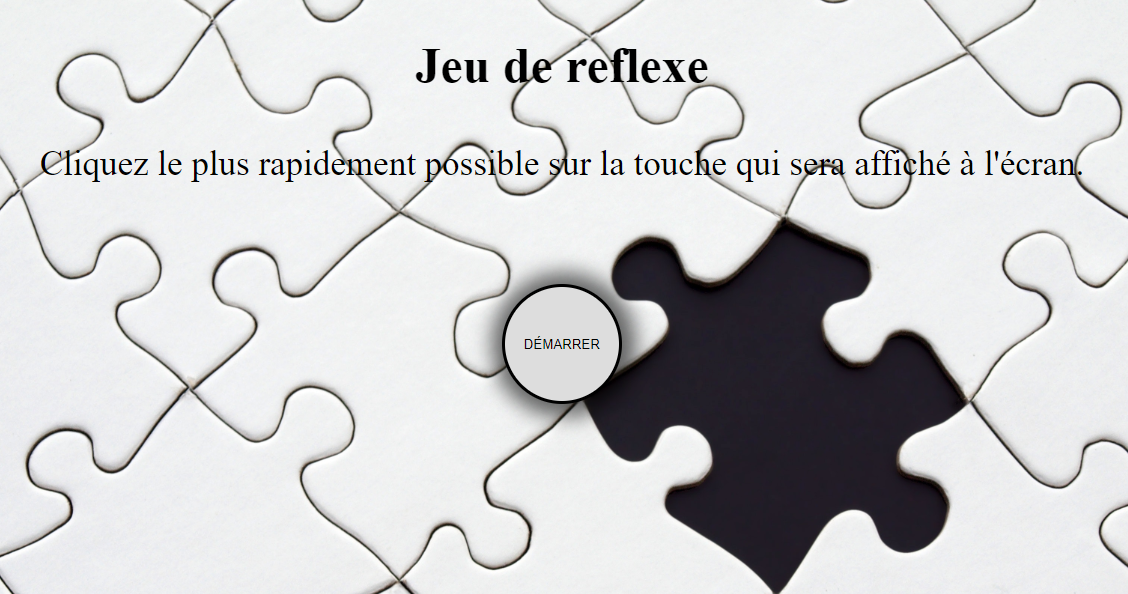 Jeu de reflexe
Cliquez le plus rapidement possible sur la touche qui sera affiché à l'écran.
DÉMARRER